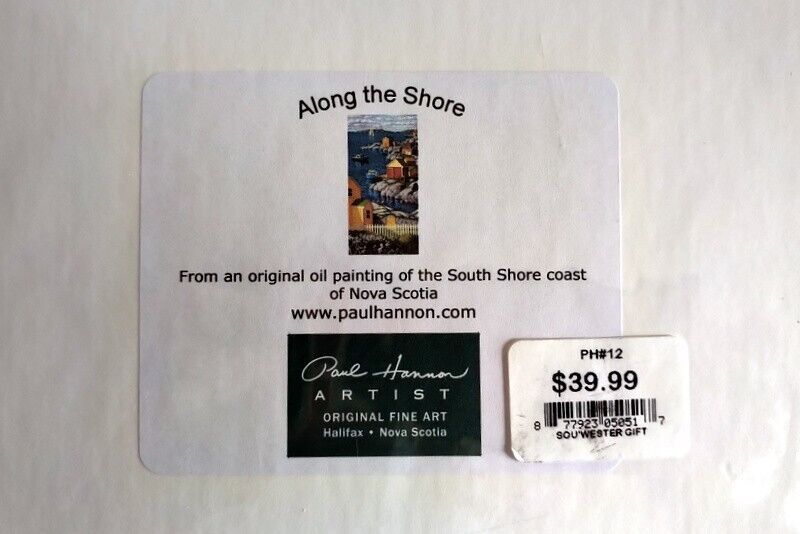 Along the Shore
From an original oil painting of the South Shore coast
of Nova Scotia
www.paulhannon.com
Paul Hannon
ARTIST
ORIGINAL FINE ART
Halifax • Nova Scotia
PH#12
$39.99
8 77923 05051 7
SOU'WESTER GIFT